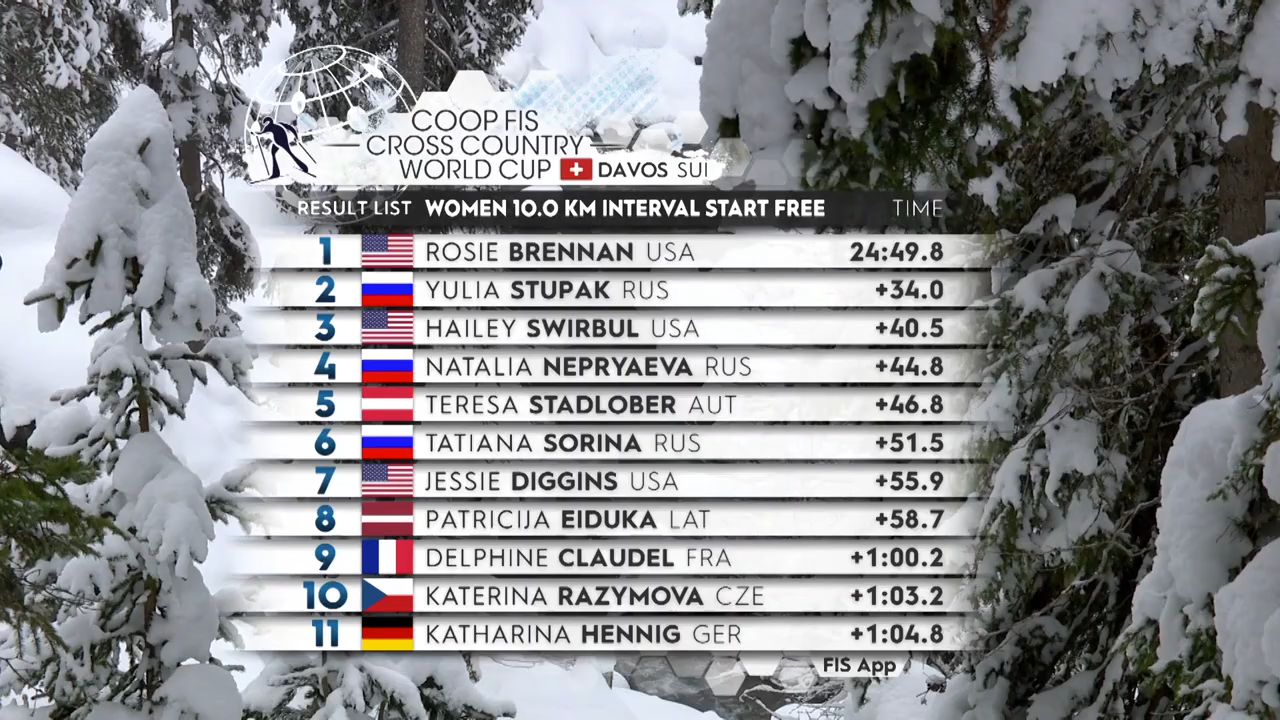 COOP FIS
CROSS COUNTRY
WORLD CUP DAVOS SUI
RESULT LIST WOMEN 10.0 KM INTERVAL START FREE TIME
1 ROSIE BRENNAN USA 24:49.8
2 YULIA STUPAK RUS +34.0
3 HAILEY SWIRBUL USA +40.5
4 NATALIA NEPRYAEVA RUS +44.8
5 TERESA STADLOBER AUT +46.8
6 TATIANA SORINA RUS +51.5
7 JESSIE DIGGINS USA +55.9
8 PATRICIJA EIDUKA LAT +58.7
9 DELPHINE CLAUDEL FRA +1:00.2
10 KATERINA RAZYMOVA CZE +1:03.2
11 KATHARINA HENNIG GER +1:04.8
FIS App